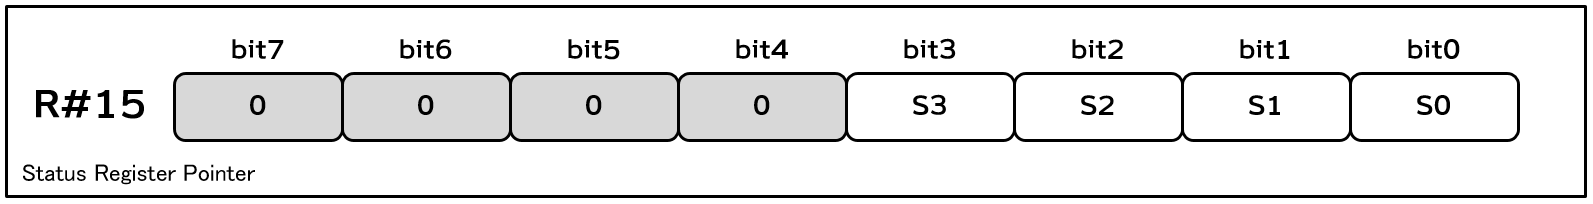 bit7 bit6 bit5 bit4 bit3 bit2 bit1 bit0
R#15 0 0 0 0 S3 S2 S1 S0
Status Register Pointer